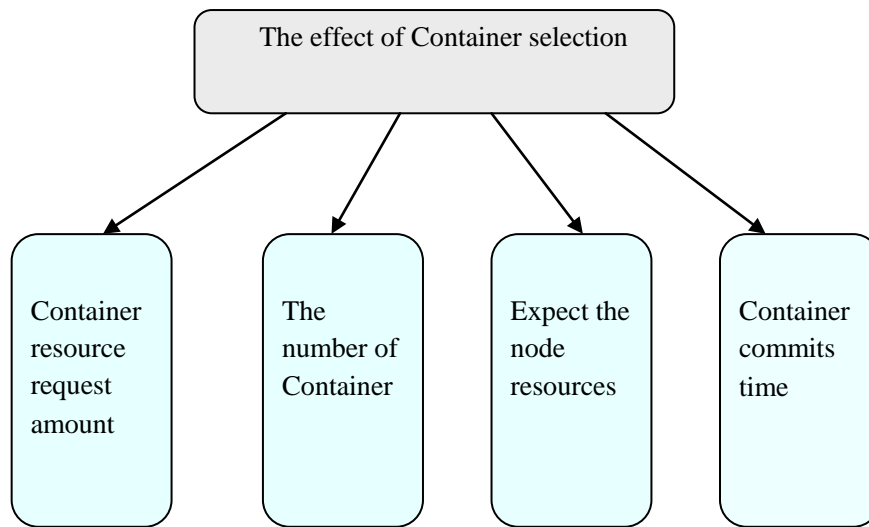 The effect of Container selection
Container
resource
request
amount
The
number of
Container
Expect the
node
resources
Container
commits
time